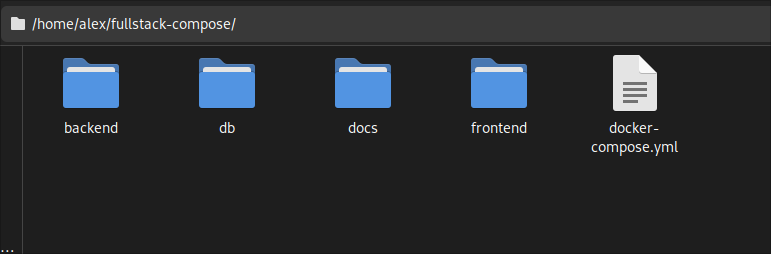 /home/alex/fullstack-compose/
backend
db
docs
frontend
docker-
compose.yml
...